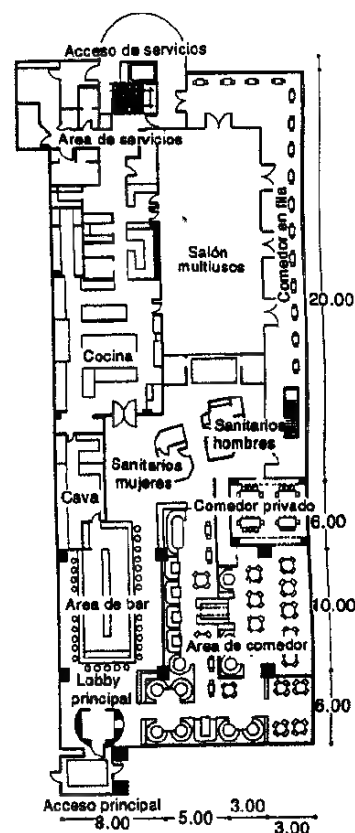 Acceso de servicios
Area de servicios
Salón
multiusos
Comedor en fila
20.00
Cocina
Sanitarios
hombres
Sanitarios
mujeres
Cava
Comedor privado
6.00
Area de bar
10.00
Area de comedor
Lobby
principal
6.00
Acceso principal
8.00
5.00
3.00
3.00